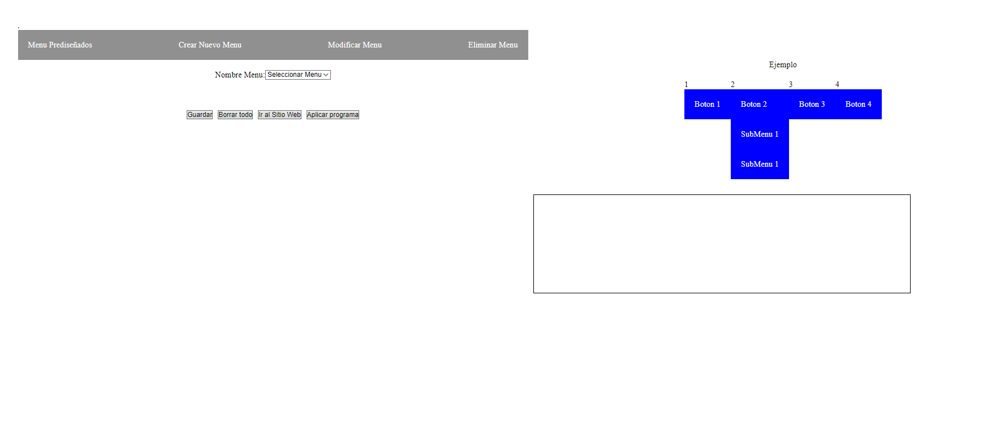 .
Menu Prediseñados Crear Nuevo Menu Modificar Menu Eliminar Menu
Nombre Menu: Seleccionar Menu
Guardar Borrar todo Ir al Sitio Web Aplicar programa
Ejemplo
1 2 3 4
Boton 1 Boton 2 Boton 3 Boton 4
SubMenu 1
SubMenu 1